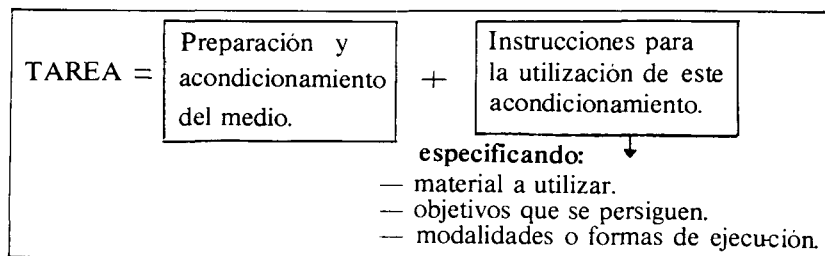 TAREA =
Preparación y
acondicionamiento
del medio.
+
Instrucciones para
la utilización de este
acondicionamiento.
especificando:
— material a utilizar.
— objetivos que se persiguen.
— modalidades o formas de ejecución.